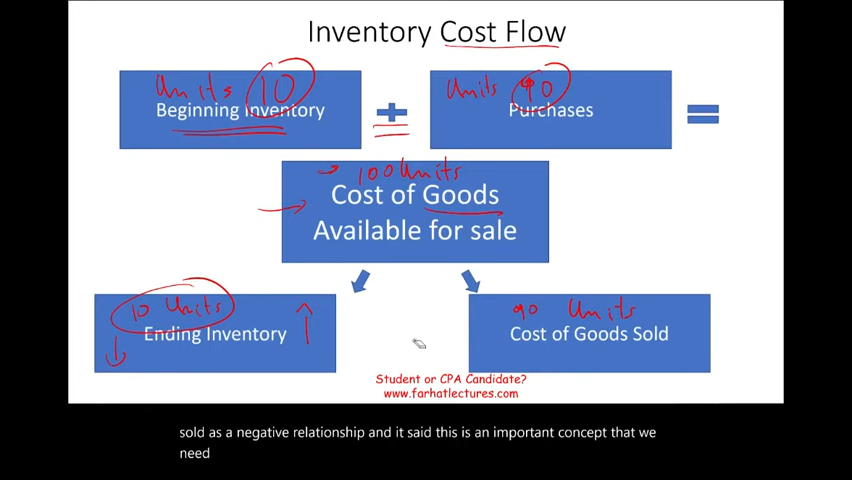 Inventory Cost Flow
Units 10
Beginning Inventory
+
Units 90
Purchases
=
100 Units
Cost of Goods
Available for sale
10 Units
Ending Inventory
90 Units
Cost of Goods Sold
Student or CPA Candidate?
www.farhatlectures.com
sold as a negative relationship and it said this is an important concept that we
need